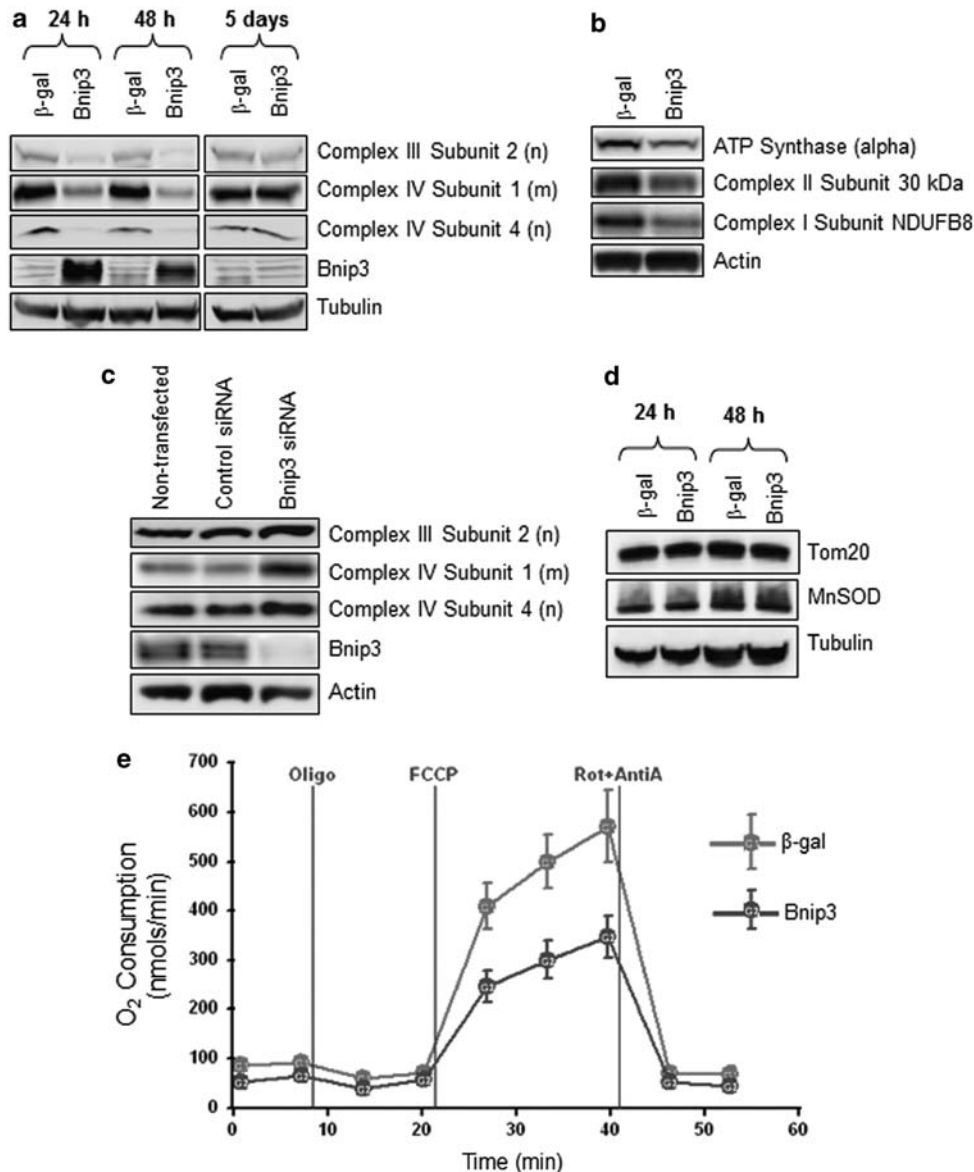 a
24 h 48 h 5 days
β-gal Bnip3 β-gal Bnip3 β-gal Bnip3
Complex III Subunit 2 (n)
Complex IV Subunit 1 (m)
Complex IV Subunit 4 (n)
Bnip3
Tubulin
b
β-gal Bnip3
ATP Synthase (alpha)
Complex II Subunit 30 kDa
Complex I Subunit NDUFB8
Actin
c
Non-transfected Control siRNA Bnip3 siRNA
Complex III Subunit 2 (n)
Complex IV Subunit 1 (m)
Complex IV Subunit 4 (n)
Bnip3
Actin
d
24 h 48 h
β-gal Bnip3 β-gal Bnip3
Tom20
MnSOD
Tubulin
e
O₂ Consumption
(nmols/min)
700
600
500
400
300
200
100
0
Oligo FCCP Rot+AntiA
β-gal
Bnip3
0 10 20 30 40 50 60
Time (min)